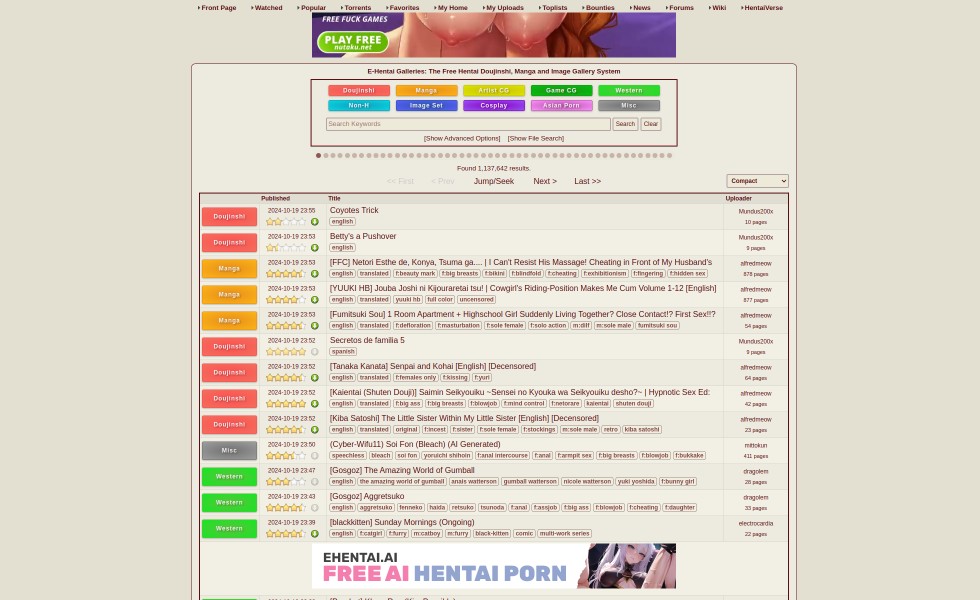 Front Page Watched Popular Torrents Favorites My Home My Uploads Toplists Bounties News Forums Wiki HentaiVerse
FREE FUCK GAMES
PLAY FREE
nutaku.net
E-Hentai Galleries: The Free Hentai Doujinshi, Manga and Image Gallery System
Doujinshi Manga Artist CG Game CG Western
Non-H Image Set Cosplay Asian Porn Misc
Search Keywords Search Clear
[Show Advanced Options] [Show File Search]
Found 1,137,642 results.
<< First < Prev Jump/Seek Next > Last >> Compact
Published Title Uploader
Doujinshi 2024-10-19 23:55 Coyotes Trick Mundus200x
english 10 pages
Doujinshi 2024-10-19 23:53 Betty's a Pushover Mundus200x
english 9 pages
Manga 2024-10-19 23:53 [FFC] Netori Esthe de, Konya, Tsuma ga.... | I Can't Resist His Massage! Cheating in Front of My Husband's alfredmeow
english translated f:beauty mark f:big breasts f:bikini f:blindfold f:cheating f:exhibitionism f:fingering f:hidden sex 878 pages
Manga 2024-10-19 23:53 [YUUKI HB] Jouba Joshi ni Kijouraretai tsu! | Cowgirl's Riding-Position Makes Me Cum Volume 1-12 [English] alfredmeow
english translated yuuki hb full color uncensored 877 pages
Manga 2024-10-19 23:53 [Fumitsuki Sou] 1 Room Apartment + Highschool Girl Suddenly Living Together? Close Contact!? First Sex!!? alfredmeow
english translated f:defloration f:masturbation f:sole female f:solo action m:dilf m:sole male fumitsuki sou 54 pages
Doujinshi 2024-10-19 23:52 Secretos de familia 5 Mundus200x
spanish 9 pages
Doujinshi 2024-10-19 23:52 [Tanaka Kanata] Senpai and Kohai [English] [Decensored] alfredmeow
english translated f:females only f:kissing f:yuri 64 pages
Doujinshi 2024-10-19 23:52 [Kaientai (Shuten Douji)] Saimin Seikyouiku ~Sensei no Kyouka wa Seikyouiku desho?~ | Hypnotic Sex Ed: alfredmeow
english translated f:big ass f:big breasts f:blowjob f:mind control f:netorare kaientai shuten douji 42 pages
Doujinshi 2024-10-19 23:52 [Kiba Satoshi] The Little Sister Within My Little Sister [English] [Decensored] alfredmeow
english translated original f:incest f:sister f:sole female f:stockings m:sole male retro kiba satoshi 23 pages
Misc 2024-10-19 23:50 (Cyber-Wifu11) Soi Fon (Bleach) (AI Generated) mittokun
speechless bleach soi fon yoruichi shihoin f:anal intercourse f:anal f:armpit sex f:big breasts f:blowjob f:bukkake 411 pages
Western 2024-10-19 23:47 [Gosgoz] The Amazing World of Gumball dragolem
english the amazing world of gumball anais watterson gumball watterson nicole watterson yuki yoshida f:bunny girl 28 pages
Western 2024-10-19 23:43 [Gosgoz] Aggretsuko dragolem
english aggretsuko fenneko haida retsuko tsunoda f:anal f:assjob f:big ass f:blowjob f:cheating f:daughter 33 pages
Western 2024-10-19 23:39 [blackkitten] Sunday Mornings (Ongoing) electrocardia
english f:catgirl f:furry m:catboy m:furry black-kitten comic multi-work series 22 pages
EHENTAI.AI
FREE AI HENTAI PORN